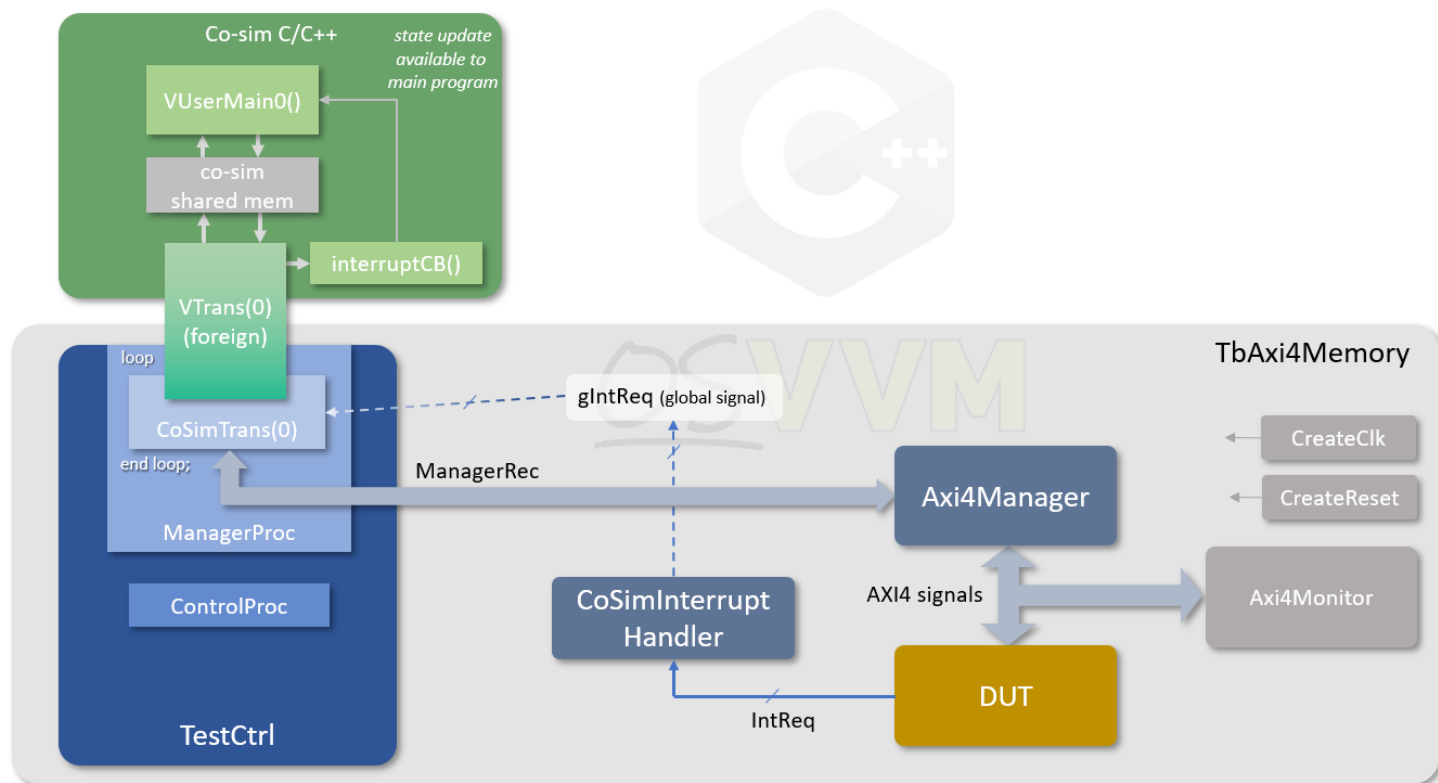 Co-sim C/C++
state update
available to
main program
VUserMain0()
co-sim
shared mem
interruptCB()
VTrans(0)
(foreign)
C++
OSVVM
TbAxi4Memory
loop
CoSimTrans(0)
end loop;
ManagerProc
ControlProc
TestCtrl
gIntReq (global signal)
ManagerRec
Axi4Manager
CreateClk
CreateReset
CoSimInterrupt
Handler
AXI4 signals
Axi4Monitor
DUT
IntReq